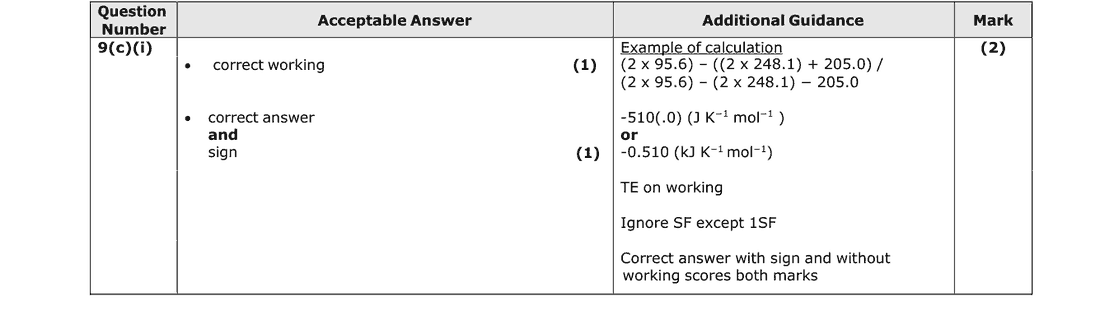 Question Number
Acceptable Answer
Additional Guidance
Mark
9(c)(i)
• correct working (1)
• correct answer
and
sign (1)
Example of calculation
(2 x 95.6) – ((2 x 248.1) + 205.0) /
(2 x 95.6) – (2 x 248.1) − 205.0
-510(.0) (J K⁻¹ mol⁻¹ )
or
-0.510 (kJ K⁻¹ mol⁻¹)
TE on working
Ignore SF except 1SF
Correct answer with sign and without
working scores both marks
(2)